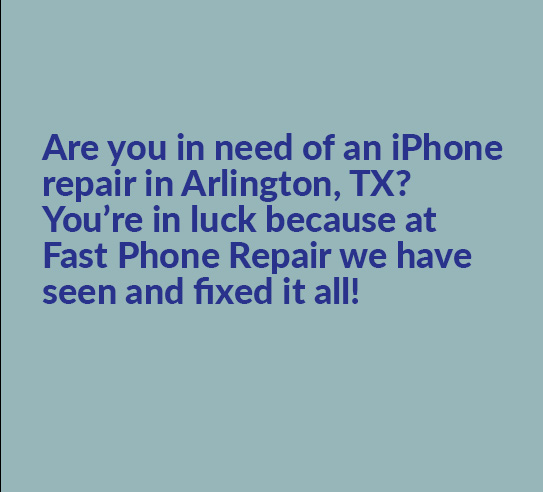 Are you in need of an iPhone
repair in Arlington, TX?
You’re in luck because at
Fast Phone Repair we have
seen and fixed it all!